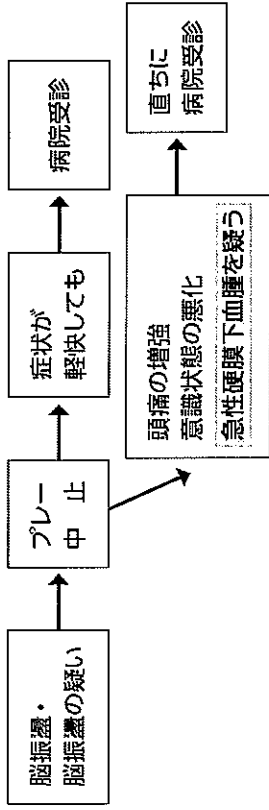 脳振盪・
脳振盪の疑い
プレー
中 止
症状が
軽快しても
病院受診
頭痛の増強
意識状態の悪化
急性硬膜下血腫を疑う
直ちに
病院受診